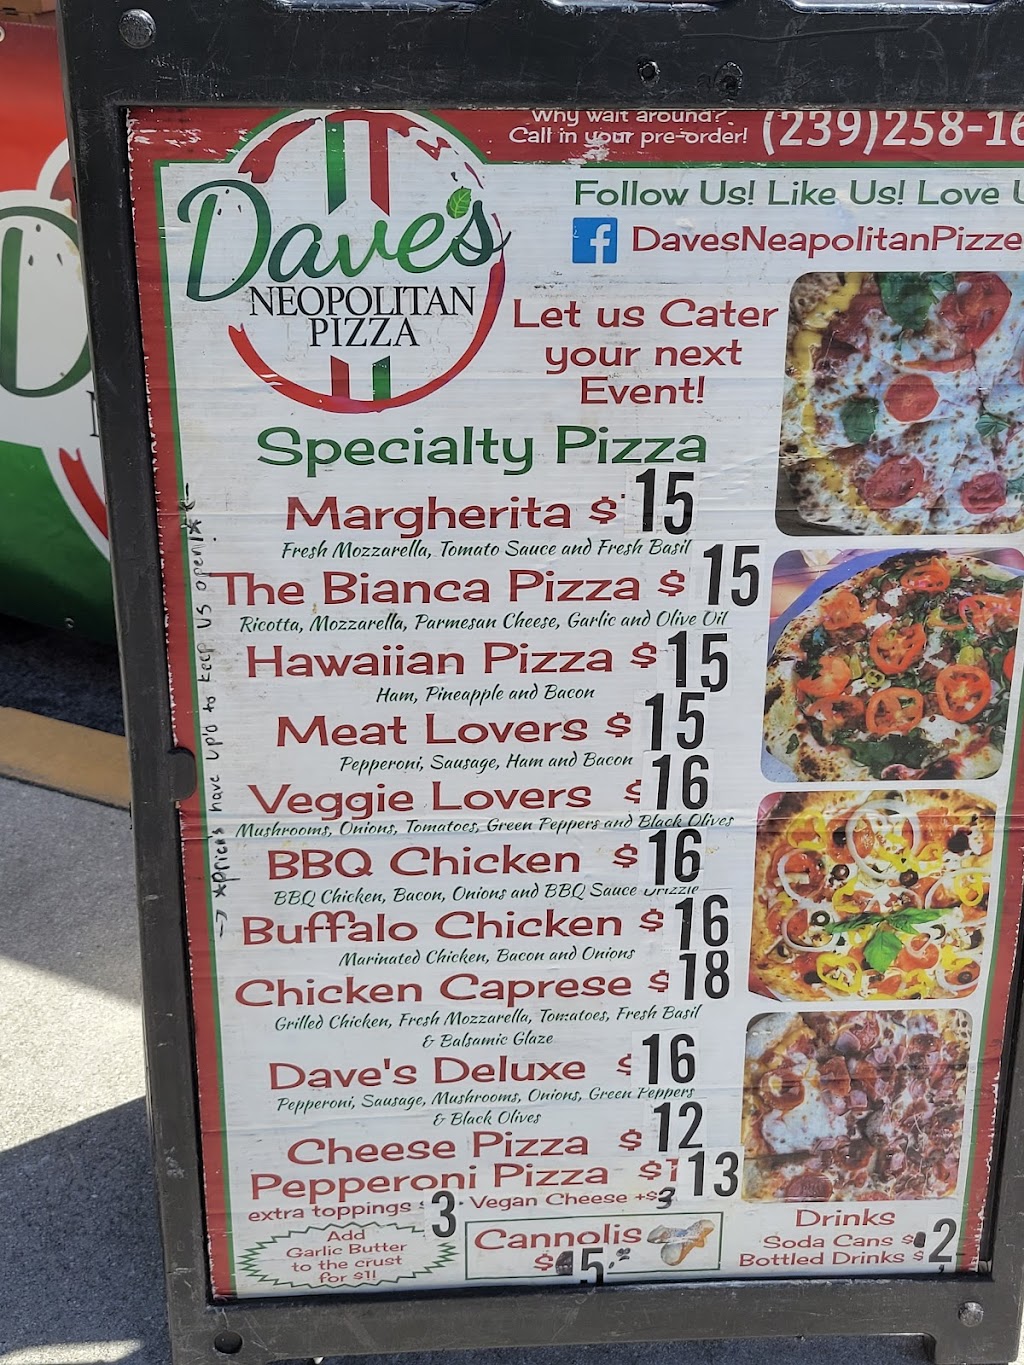 Why wait around?
Call in your pre-order! (239)258-16
Dave's
NEOPOLITAN
PIZZA
Follow Us! Like Us! Love U
f DavesNeapolitanPizze
Let us Cater
your next
Event!
Specialty Pizza
Margherita $15
Fresh Mozzarella, Tomato Sauce and Fresh Basil
The Bianca Pizza $15
Ricotta, Mozzarella, Parmesan Cheese, Garlic and Olive Oil
Hawaiian Pizza $15
Ham, Pineapple and Bacon
Meat Lovers $15
Pepperoni, Sausage, Ham and Bacon
Veggie Lovers $16
Mushrooms, Onions, Tomatoes, Green Peppers and Black Olives
BBQ Chicken $16
BBQ Chicken, Bacon, Onions and BBQ Sauce Drizzle
Buffalo Chicken $16
Marinated Chicken, Bacon and Onions
Chicken Caprese $18
Grilled Chicken, Fresh Mozzarella, Tomatoes, Fresh Basil
& Balsamic Glaze
Dave's Deluxe $16
Pepperoni, Sausage, Mushrooms, Onions, Green Peppers
& Black Olives
Cheese Pizza $12
Pepperoni Pizza $13
extra toppings $3 · Vegan Cheese +$3
Add
Garlic Butter
to the crust
for $1!
Cannolis
$5
Drinks
Soda Cans $2
Bottled Drinks $2
have up'd to keep us open
D